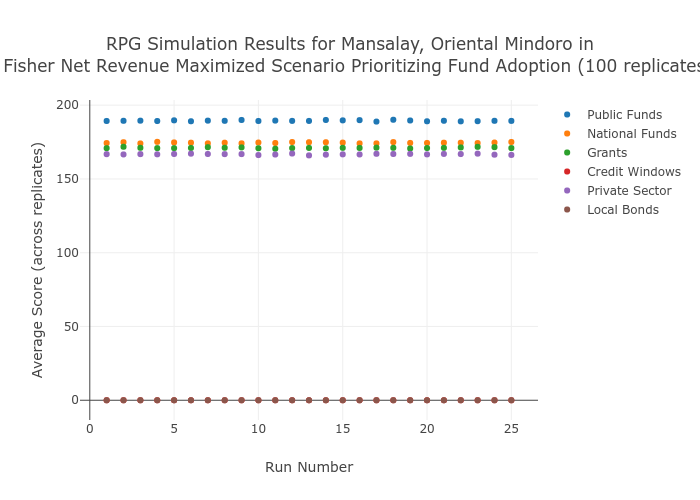 RPG Simulation Results for Mansalay, Oriental Mindoro in
Fisher Net Revenue Maximized Scenario Prioritizing Fund Adoption (100 replicates
200
150
100
50
0
0
5
10
15
20
25
Average Score (across replicates)
Run Number
Public Funds
National Funds
Grants
Credit Windows
Private Sector
Local Bonds